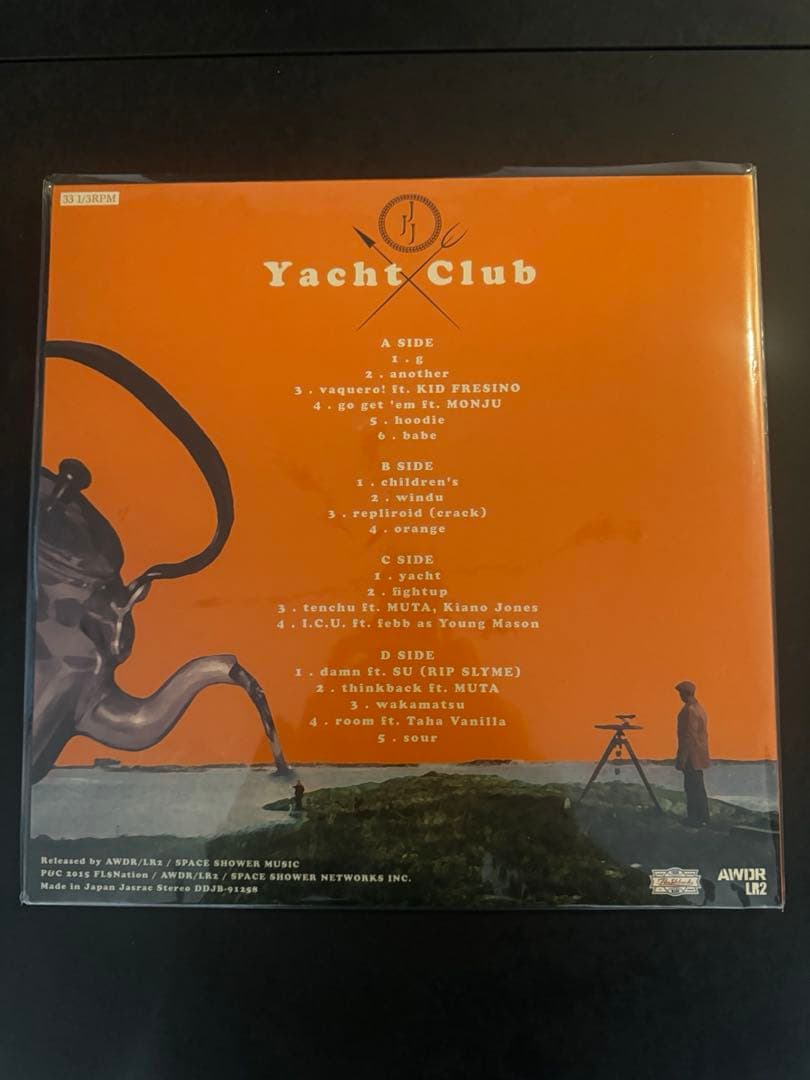 33 1/3RPM
J J J
Yacht Club
A SIDE
1 . g
2 . another
3 . vaquero! ft. KID FRESINO
4 . go get 'em ft. MONJU
5 . hoodie
6 . babe
B SIDE
1 . children's
2 . windu
3 . repliroid (crack)
4 . orange
C SIDE
1 . yacht
2 . fightup
3 . tenchu ft. MUTA, Kiano Jones
4 . I.C.U. ft. febb as Young Mason
D SIDE
1 . damn ft. SU (RIP SLYME)
2 . thinkback ft. MUTA
3 . wakamatsu
4 . room ft. Taha Vanilla
5 . sour
Released by AWDR/LR2 / SPACE SHOWER MUSIC
P&C 2015 FL$Nation / AWDR/LR2 / SPACE SHOWER NETWORKS INC.
Made in Japan Jasrac Stereo DDJB-91258
AWDR
LR2